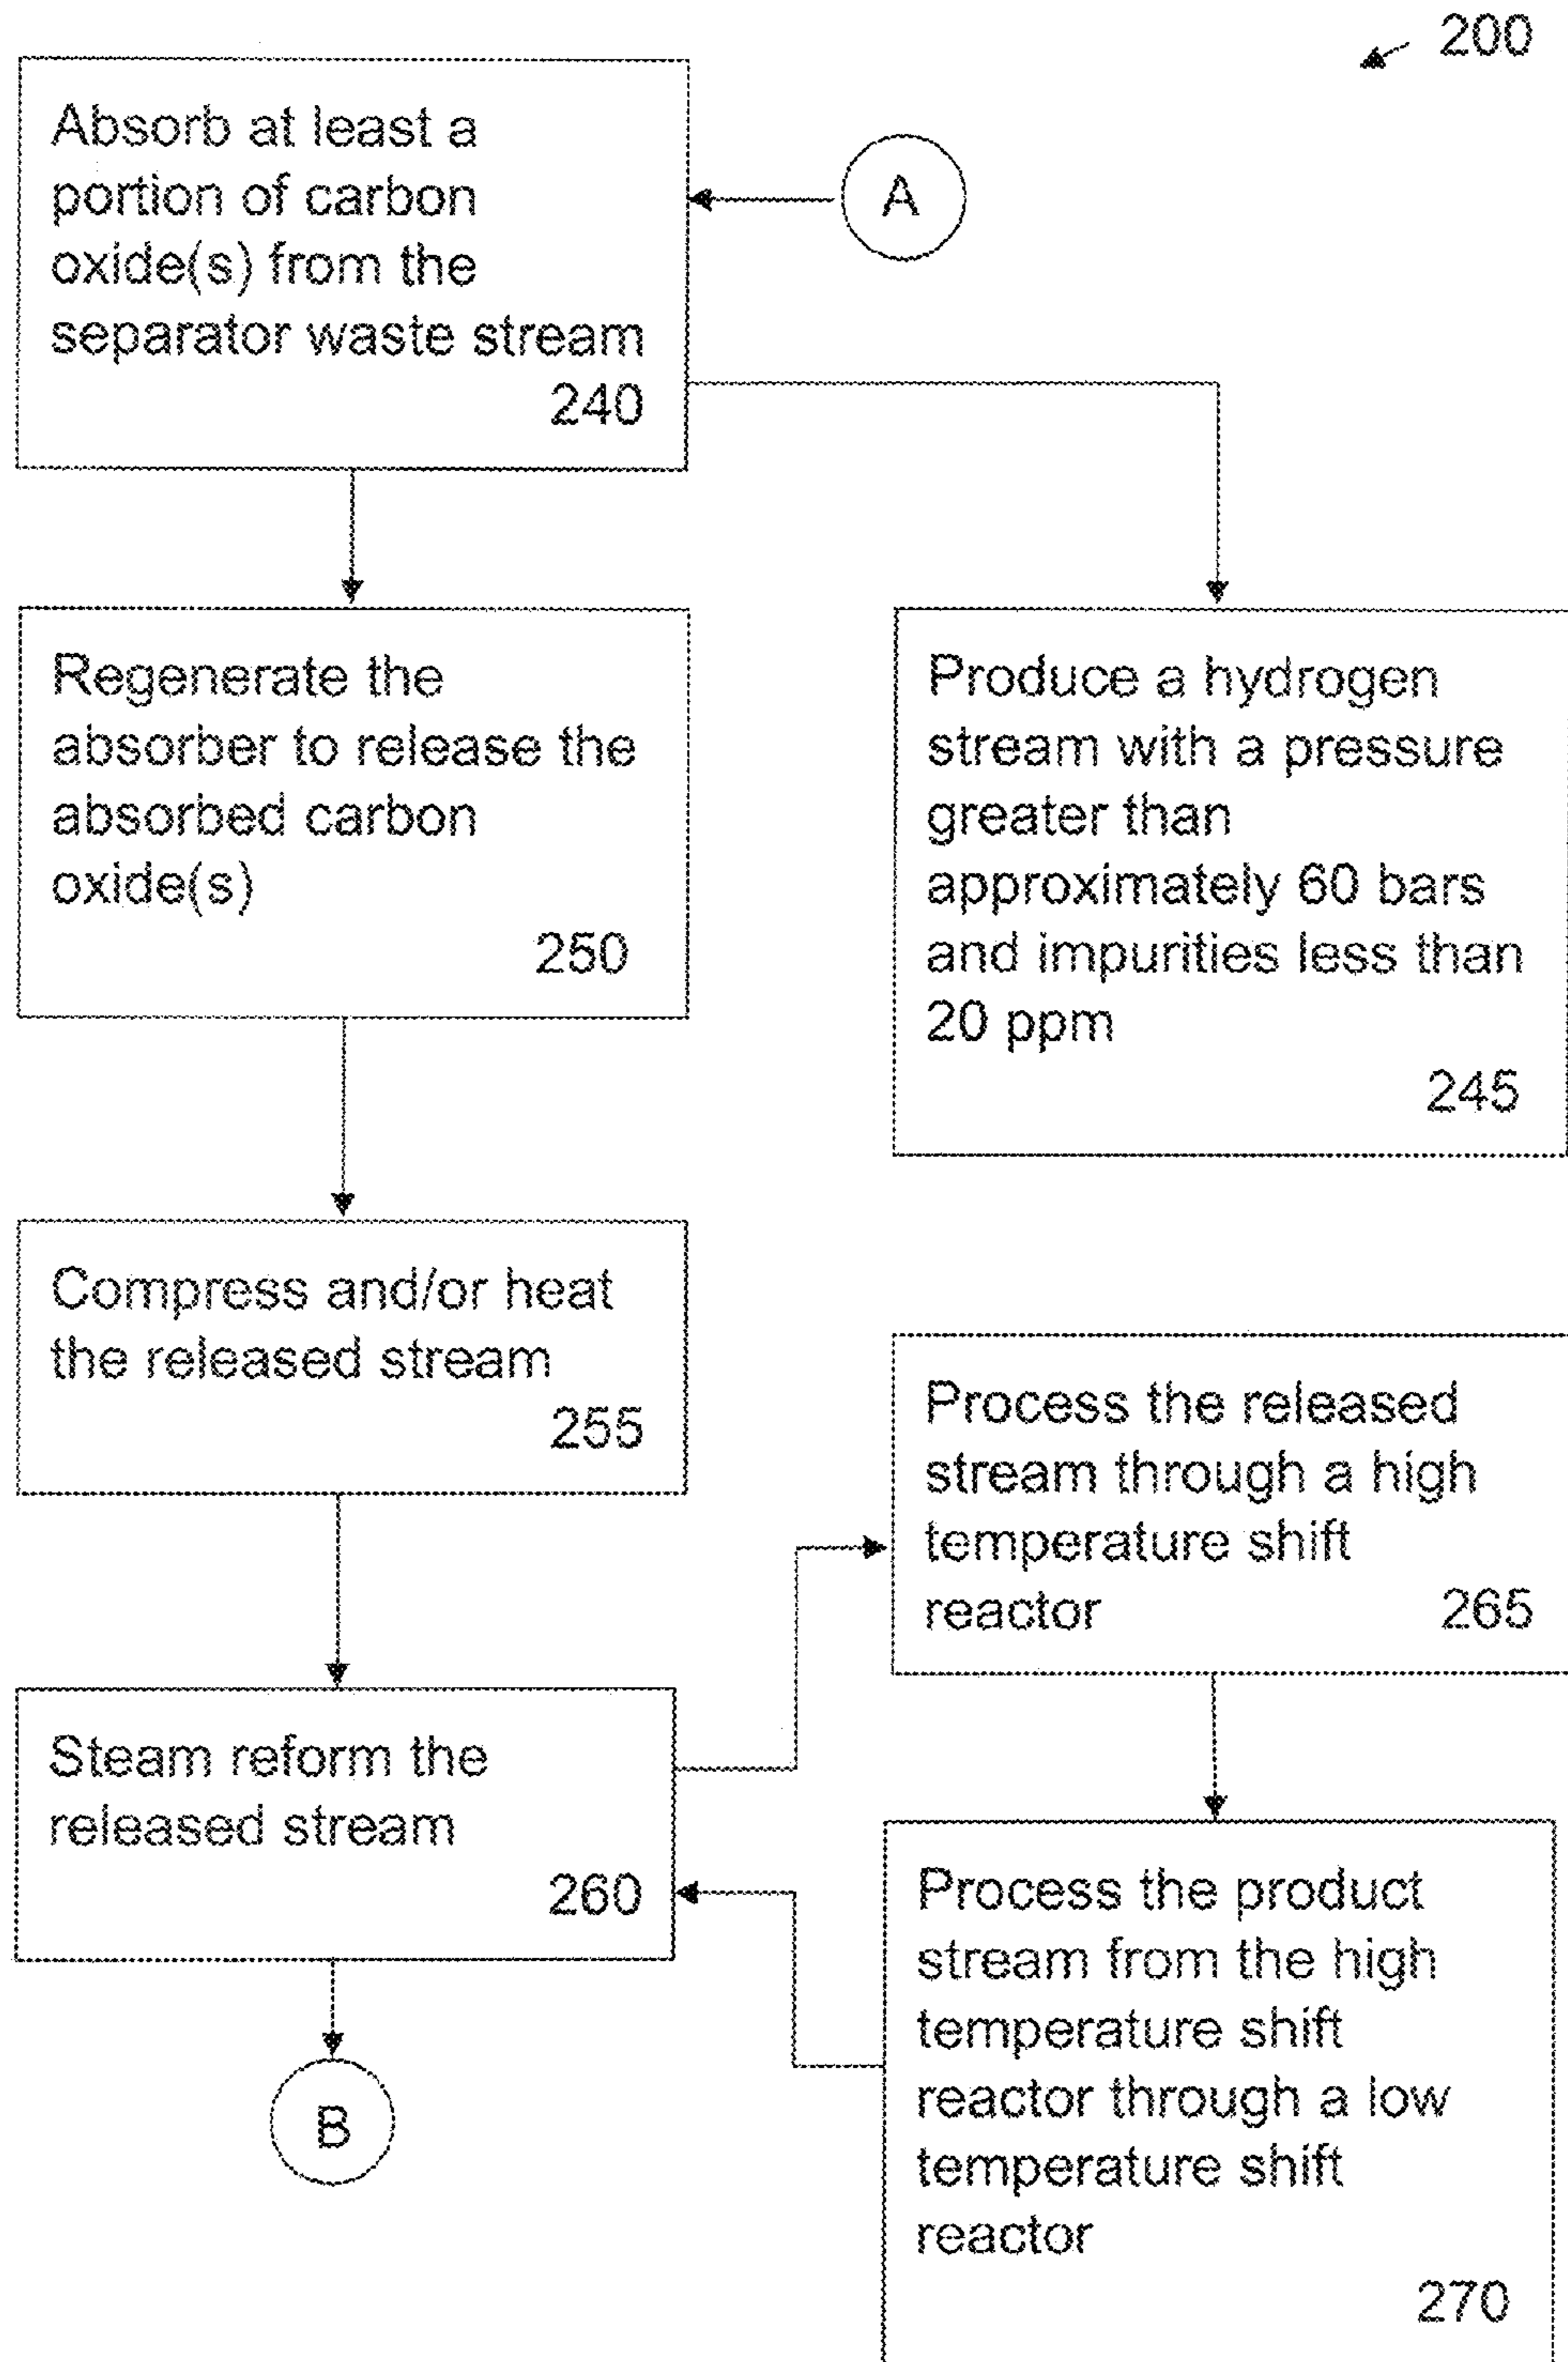 200
Absorb at least a
portion of carbon
oxide(s) from the
separator waste stream
240
A
Regenerate the
absorber to release the
absorbed carbon
oxide(s)
250
Produce a hydrogen
stream with a pressure
greater than
approximately 60 bars
and impurities less than
20 ppm
245
Compress and/or heat
the released stream
255
Process the released
stream through a high
temperature shift
reactor 265
Steam reform the
released stream
260
Process the product
stream from the high
temperature shift
reactor through a low
temperature shift
reactor
270
B